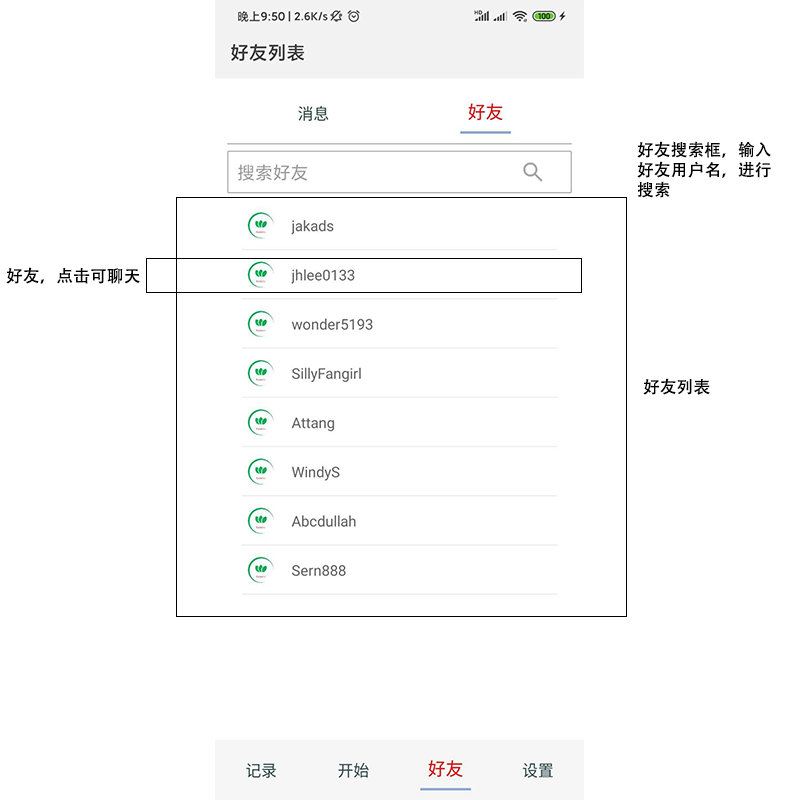 晚上9:50 | 2.6K/s
HD
100
好友列表
消息
好友
搜索好友
好友搜索框，输入
好友用户名，进行
搜索
jakads
好友，点击可聊天
jhlee0133
wonder5193
SillyFangirl
好友列表
Attang
WindyS
Abcdullah
Sern888
记录
开始
好友
设置